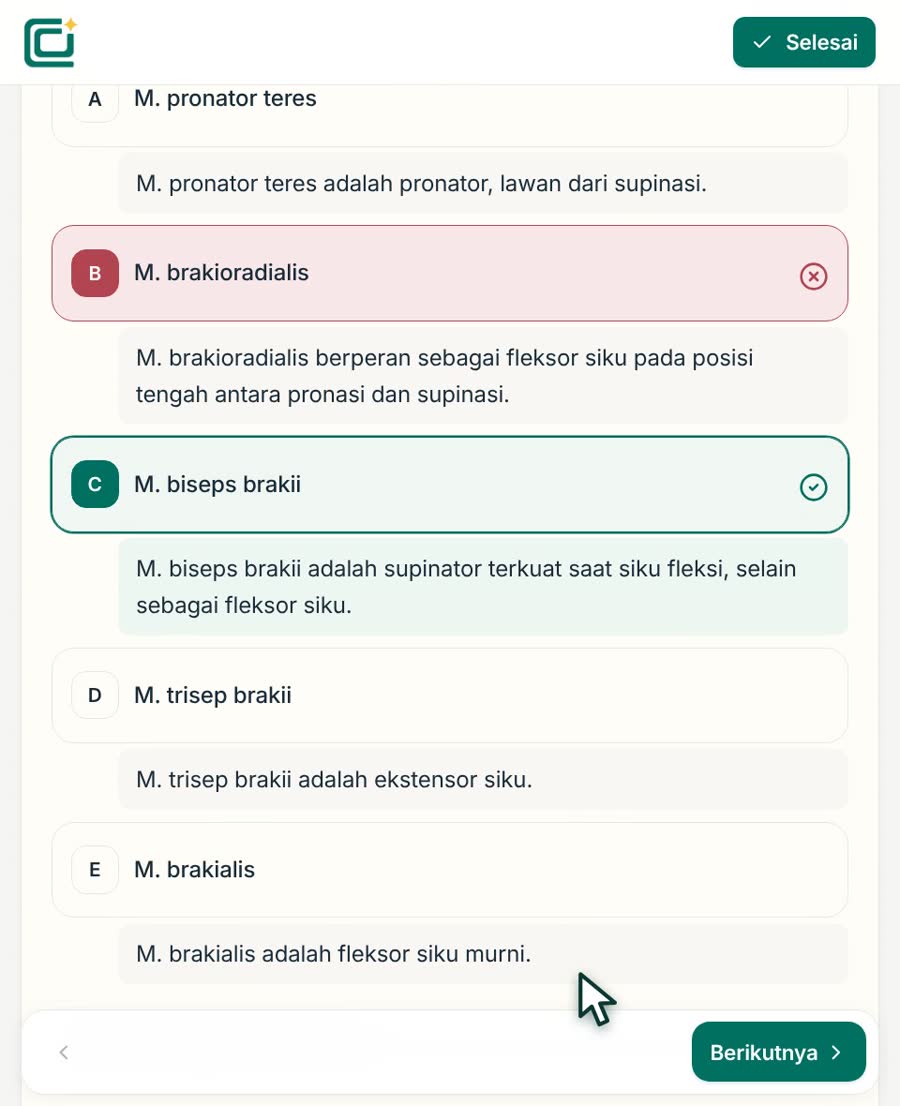 Selesai
A M. pronator teres
M. pronator teres adalah pronator, lawan dari supinasi.
B M. brakioradialis
M. brakioradialis berperan sebagai fleksor siku pada posisi
tengah antara pronasi dan supinasi.
C M. biseps brakii
M. biseps brakii adalah supinator terkuat saat siku fleksi, selain
sebagai fleksor siku.
D M. trisep brakii
M. trisep brakii adalah ekstensor siku.
E M. brakialis
M. brakialis adalah fleksor siku murni.
Berikutnya